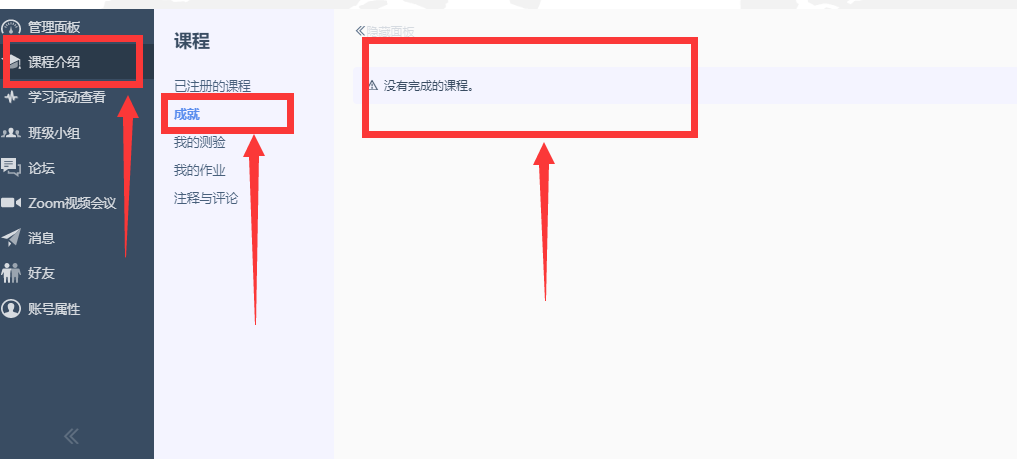 管理面板
课程介绍
学习活动查看
班级小组
论坛
Zoom视频会议
消息
好友
账号属性
课程
已注册的课程
成就
我的测验
我的作业
注释与评论
隐藏面板
没有完成的课程。